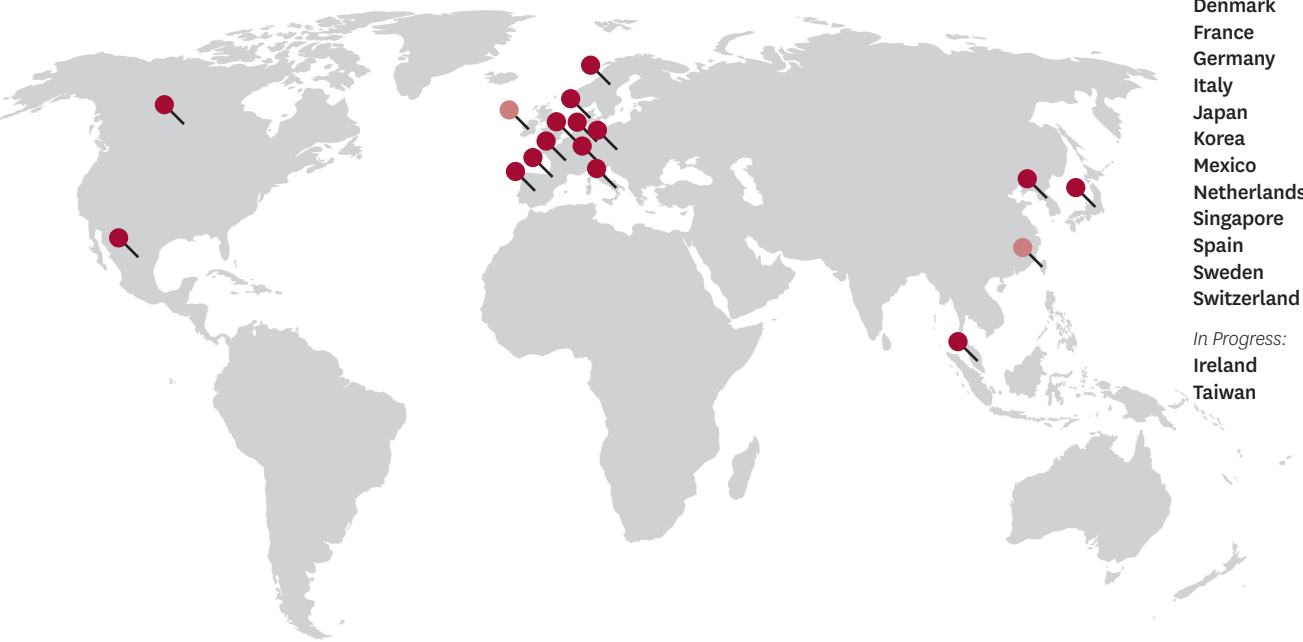 Denmark
France
Germany
Italy
Japan
Korea
Mexico
Netherlands
Singapore
Spain
Sweden
Switzerland
In Progress:
Ireland
Taiwan